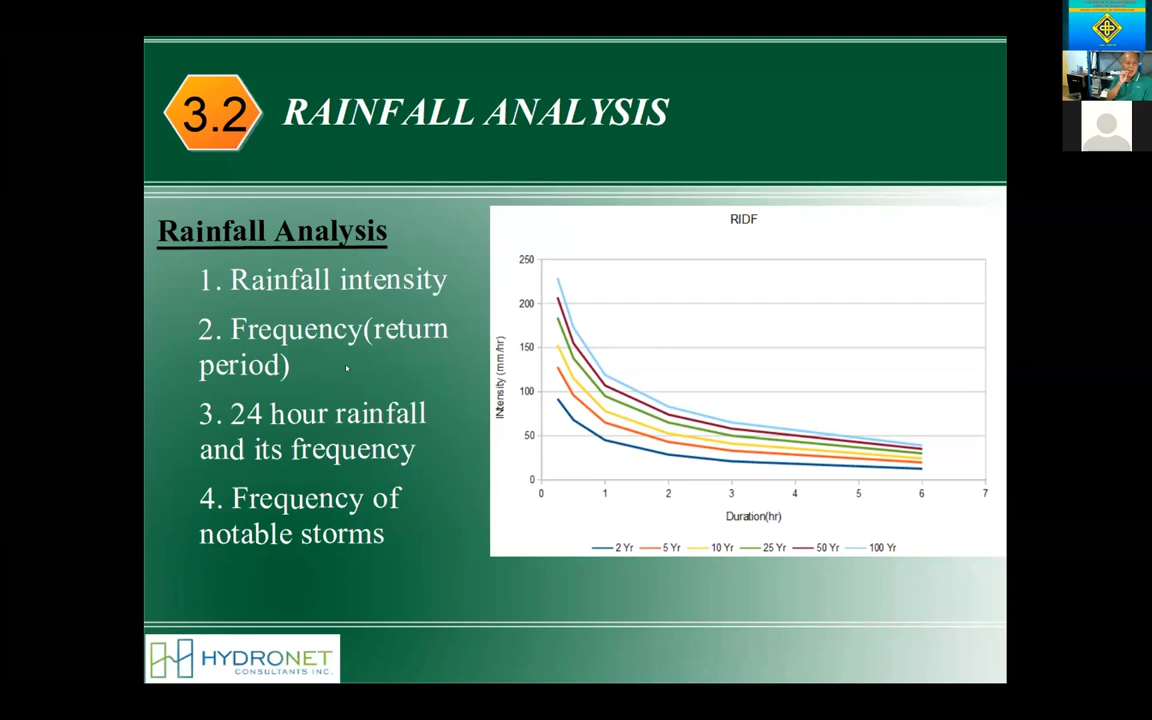 3.2
RAINFALL ANALYSIS
Rainfall Analysis
1. Rainfall intensity
2. Frequency(return
period)
3. 24 hour rainfall
and its frequency
4. Frequency of
notable storms
RIDF
250
200
150
100
50
0
INtensity (mm/hr)
0 1 2 3 4 5 6 7
Duration(hr)
2 Yr 5 Yr 10 Yr 25 Yr 50 Yr 100 Yr
HYDRONET
CONSULTANTS INC.